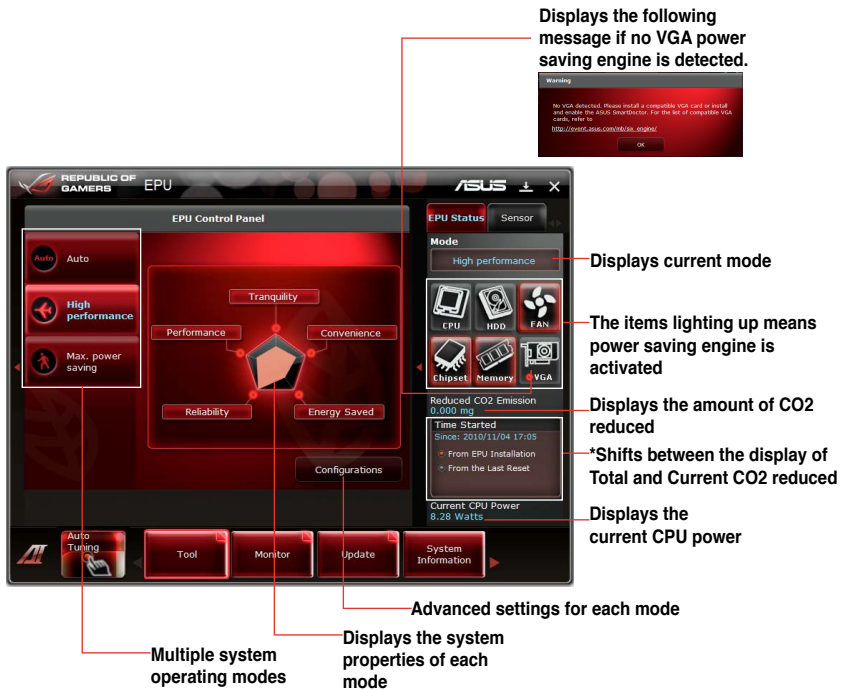 Displays the following
message if no VGA power
saving engine is detected.
Warning
No VGA detected. Please install a compatible VGA card or install
and enable the ASUS SmartDoctor. For the list of compatible VGA
cards, refer to
http://event.asus.com/mb/six_engine/
OK
REPUBLIC OF
GAMERS
EPU
ASUS
EPU Control Panel
EPU Status
Sensor
Auto
Auto
High
performance
Max. power
saving
Tranquility
Performance
Convenience
Reliability
Energy Saved
Configurations
Mode
High performance
Displays current mode
CPU
HDD
FAN
Chipset
Memory
VGA
The items lighting up means
power saving engine is
activated
Reduced CO2 Emission
0.000 mg
Displays the amount of CO2
reduced
Time Started
Since: 2010/11/04 17:05
From EPU Installation
From the Last Reset
*Shifts between the display of
Total and Current CO2 reduced
Current CPU Power
8.28 Watts
Displays the
current CPU power
AI
Auto
Tuning
Tool
Monitor
Update
System
Information
Advanced settings for each mode
Displays the system
properties of each
mode
Multiple system
operating modes